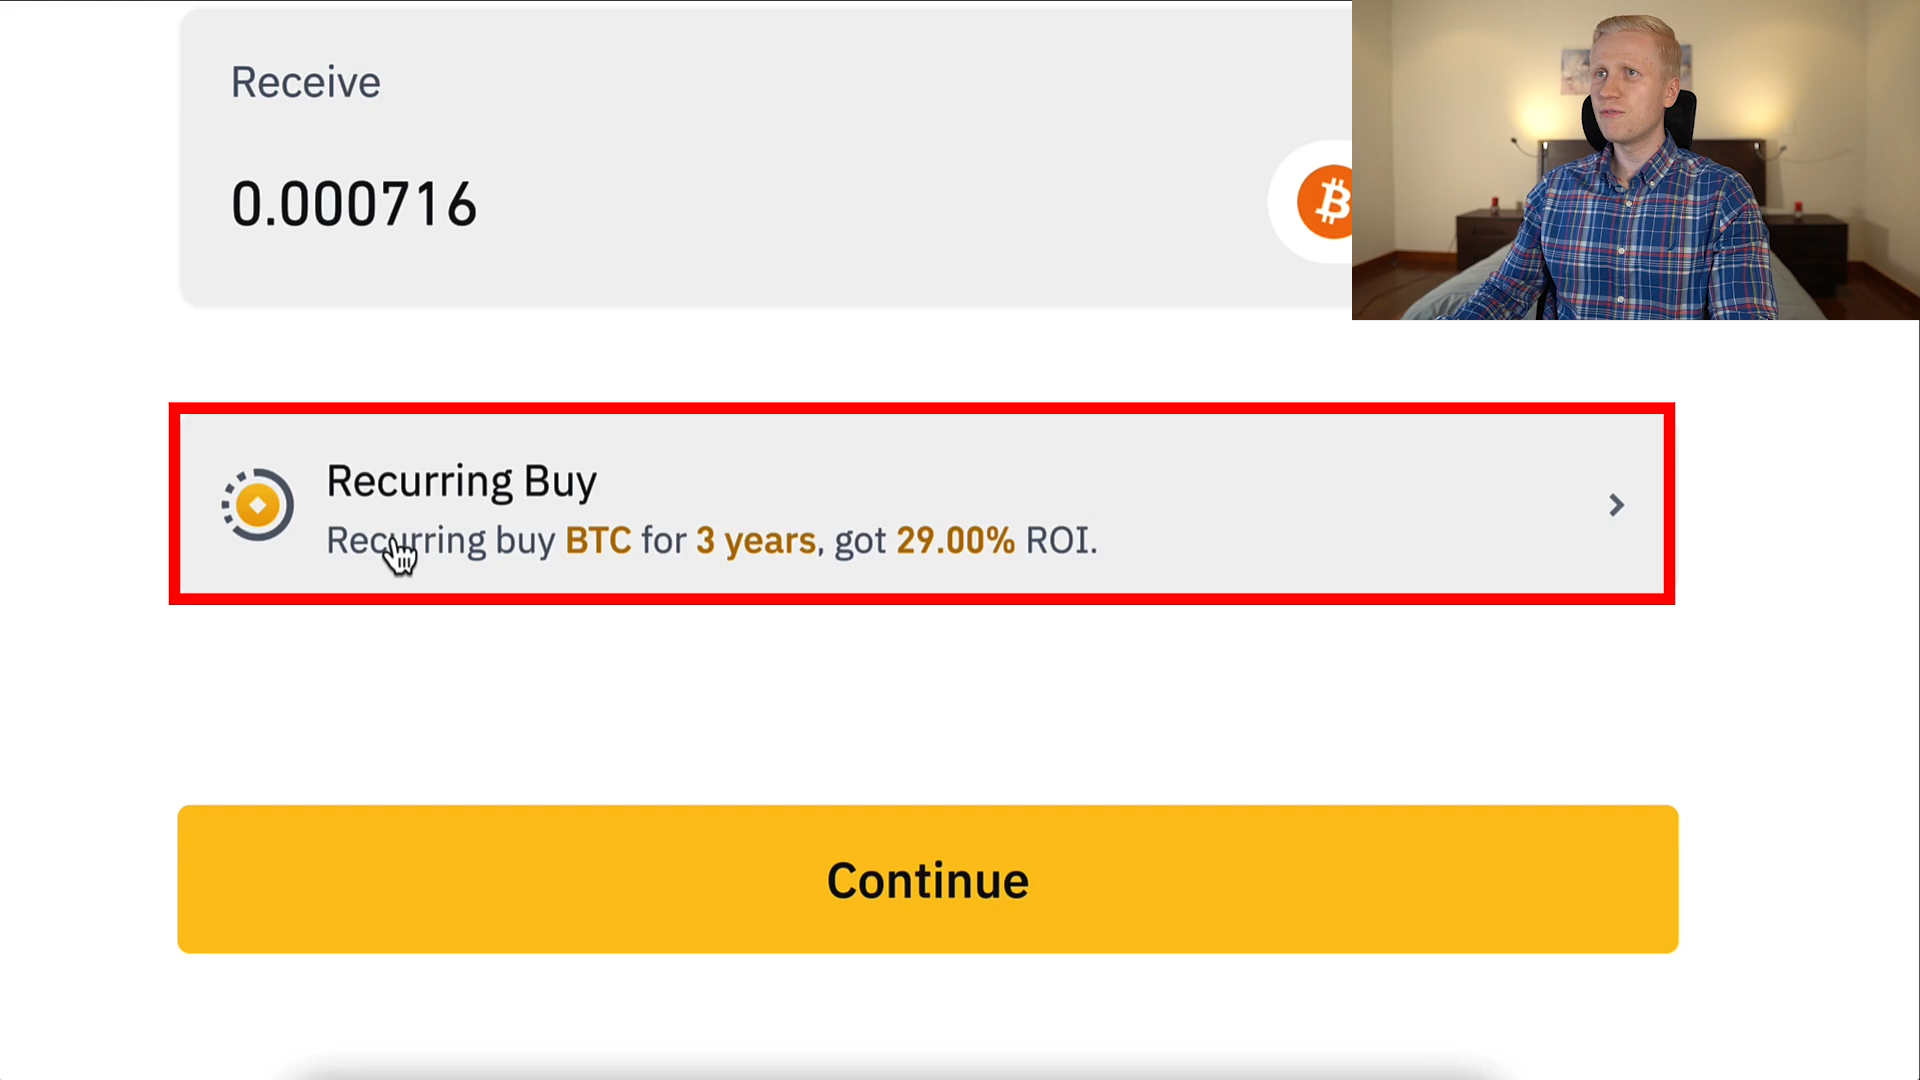 Receive
0.000716
Recurring Buy
Recurring buy BTC for 3 years, got 29.00% ROI.
Continue